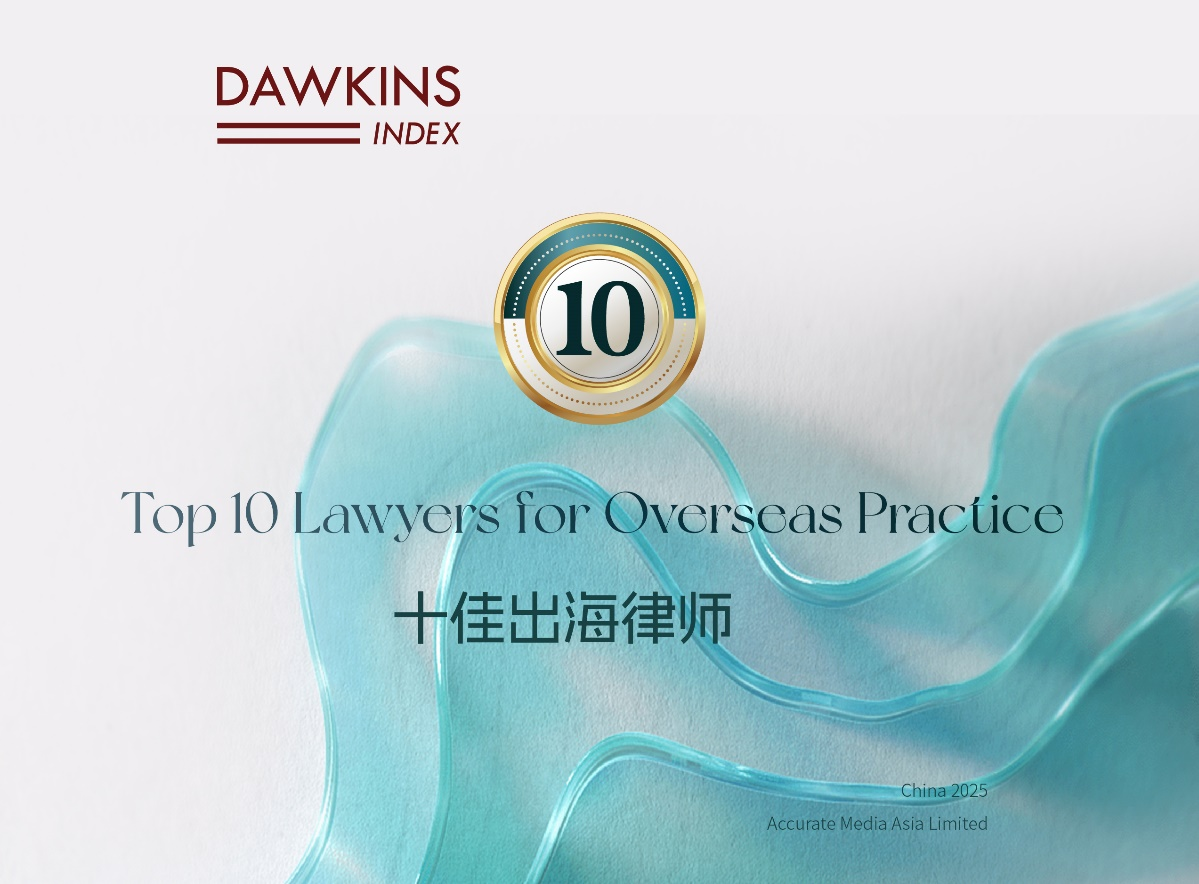 DAWKINS
INDEX
10
Top 10 Lawyers for Overseas Practice
十佳出海律师
China 2025
Accurate Media Asia Limited